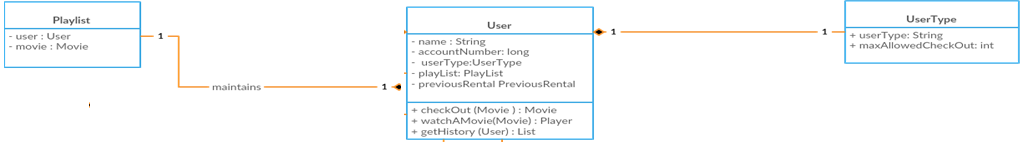 Playlist
- user : User
- movie : Movie
1
maintains
1
User
- name : String
- accountNumber: long
- userType:UserType
- playList: PlayList
- previousRental PreviousRental
+ checkOut (Movie ) : Movie
+ watchAMovie(Movie) : Player
+ getHistory (User) : List
1
1
UserType
+ userType: String
+ maxAllowedCheckOut: int